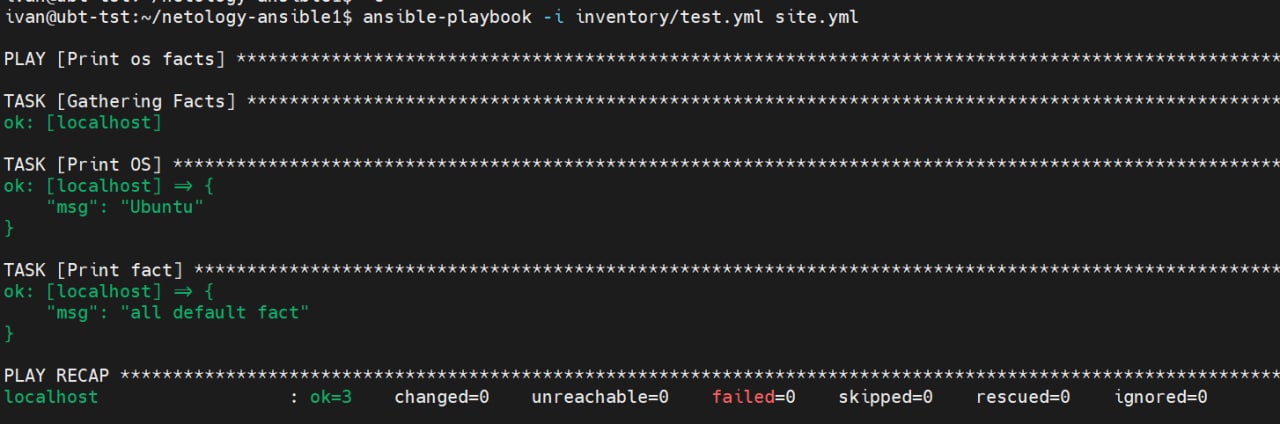 ivan@ubt-tst:~/netology-ansible1$ ansible-playbook -i inventory/test.yml site.yml
PLAY [Print os facts] ****************************************************************************************************
TASK [Gathering Facts] ***************************************************************************************************
ok: [localhost]
TASK [Print OS] **********************************************************************************************************
ok: [localhost] => {
    "msg": "Ubuntu"
}
TASK [Print fact] ********************************************************************************************************
ok: [localhost] => {
    "msg": "all default fact"
}
PLAY RECAP ***************************************************************************************************************
localhost                  : ok=3    changed=0    unreachable=0    failed=0    skipped=0    rescued=0    ignored=0